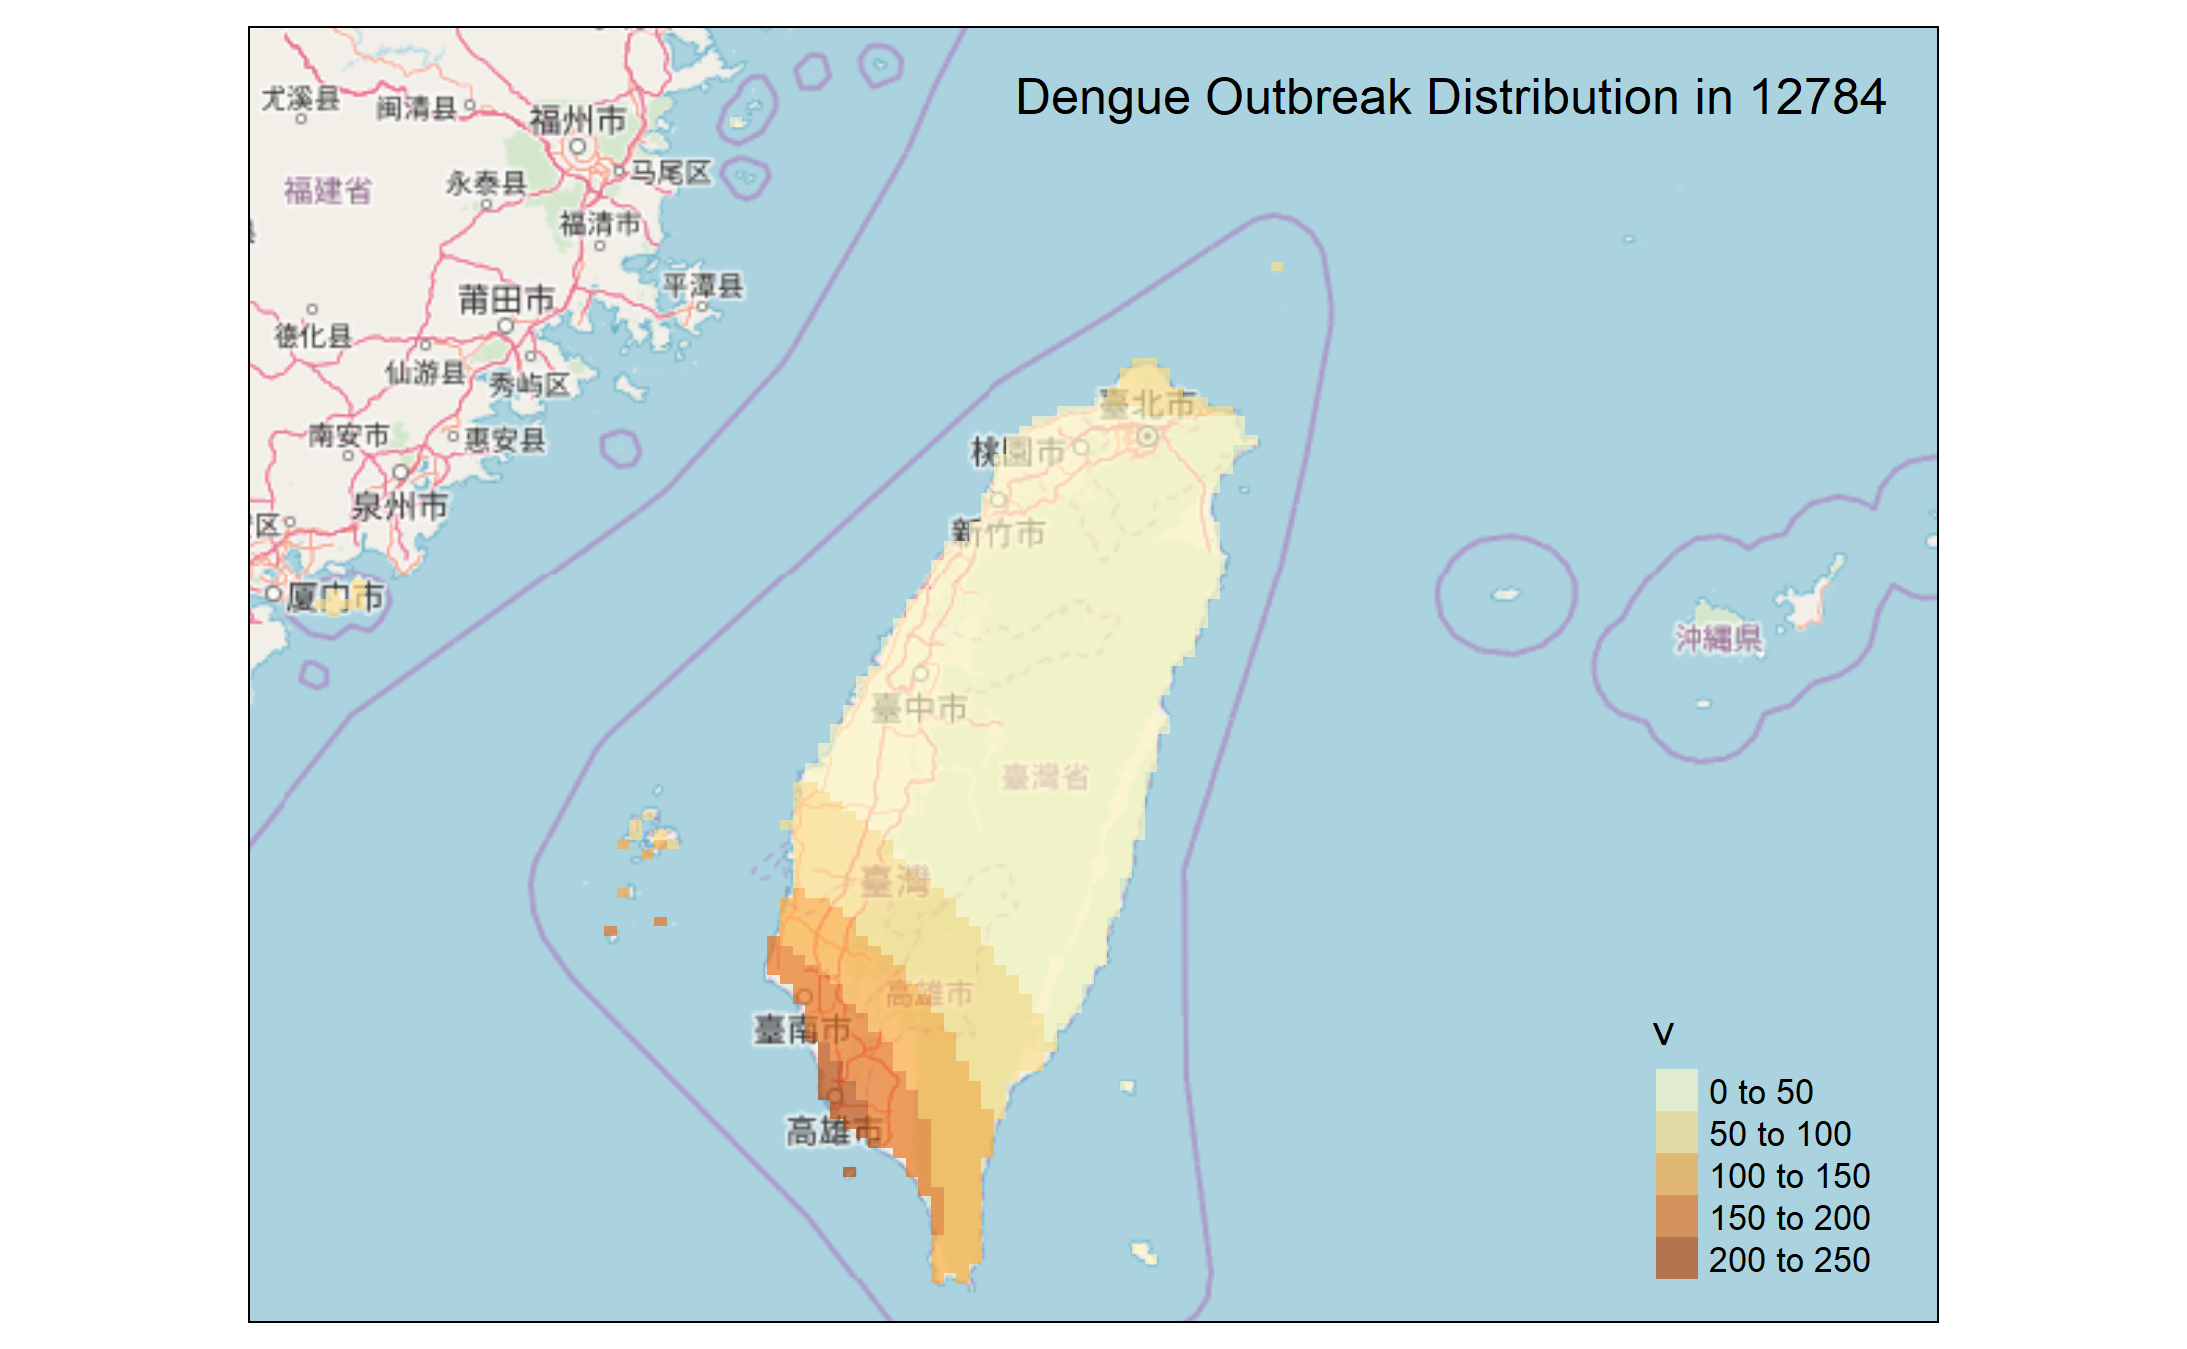 Dengue Outbreak Distribution in 12784
尤溪县
闽清县
福州市
马尾区
永泰县
福建省
福清市
平潭县
莆田市
德化县
仙游县
秀屿区
南安市
惠安县
泉州市
区
厦门市
臺北市
桃園市
新竹市
臺中市
臺灣省
臺灣
高雄市
臺南市
高雄市
沖縄県
v
0 to 50
50 to 100
100 to 150
150 to 200
200 to 250